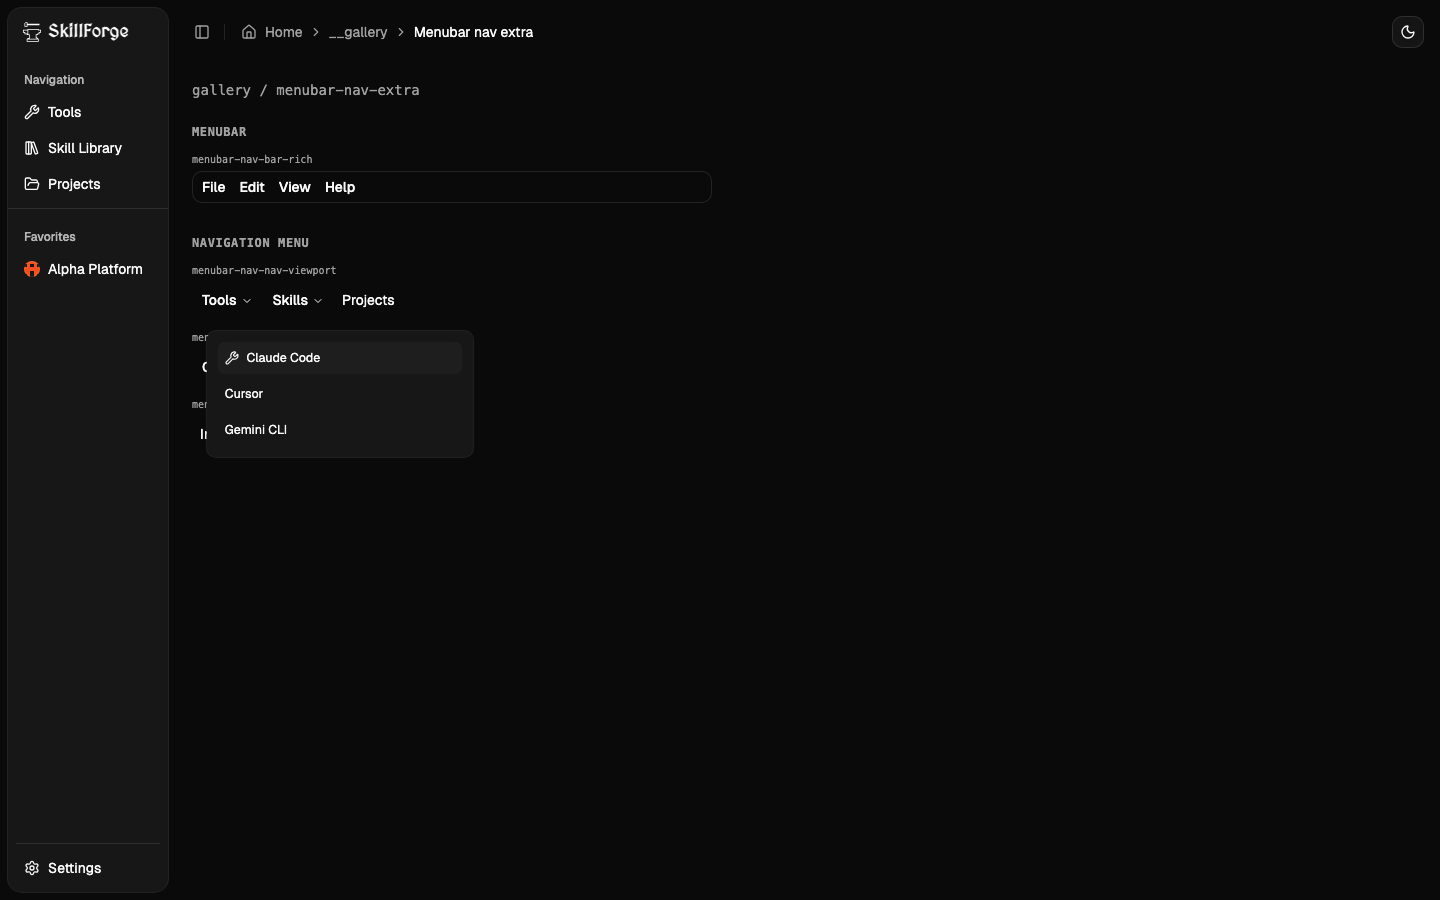 SkillForge
Navigation
Tools
Skill Library
Projects
Favorites
Alpha Platform
Settings
Home > __gallery > Menubar nav extra
gallery / menubar-nav-extra
MENUBAR
menubar-nav-bar-rich
File Edit View Help
NAVIGATION MENU
menubar-nav-nav-viewport
Tools Skills Projects
Claude Code
Cursor
Gemini CLI